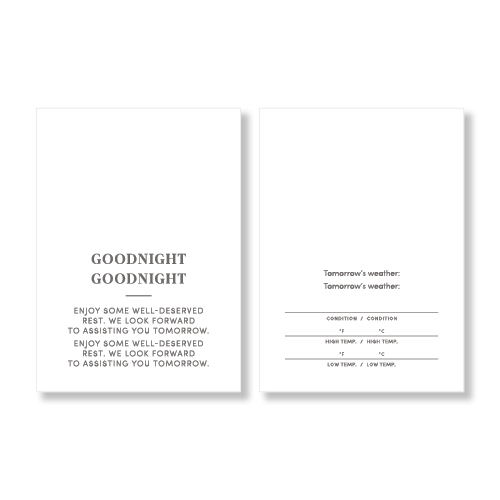 GOODNIGHT
GOODNIGHT
ENJOY SOME WELL-DESERVED
REST. WE LOOK FORWARD
TO ASSISTING YOU TOMORROW.
ENJOY SOME WELL-DESERVED
REST. WE LOOK FORWARD
TO ASSISTING YOU TOMORROW.
Tomorrow's weather:
Tomorrow's weather:
CONDITION / CONDITION
°F °C
HIGH TEMP. / HIGH TEMP.
°F °C
LOW TEMP. / LOW TEMP.